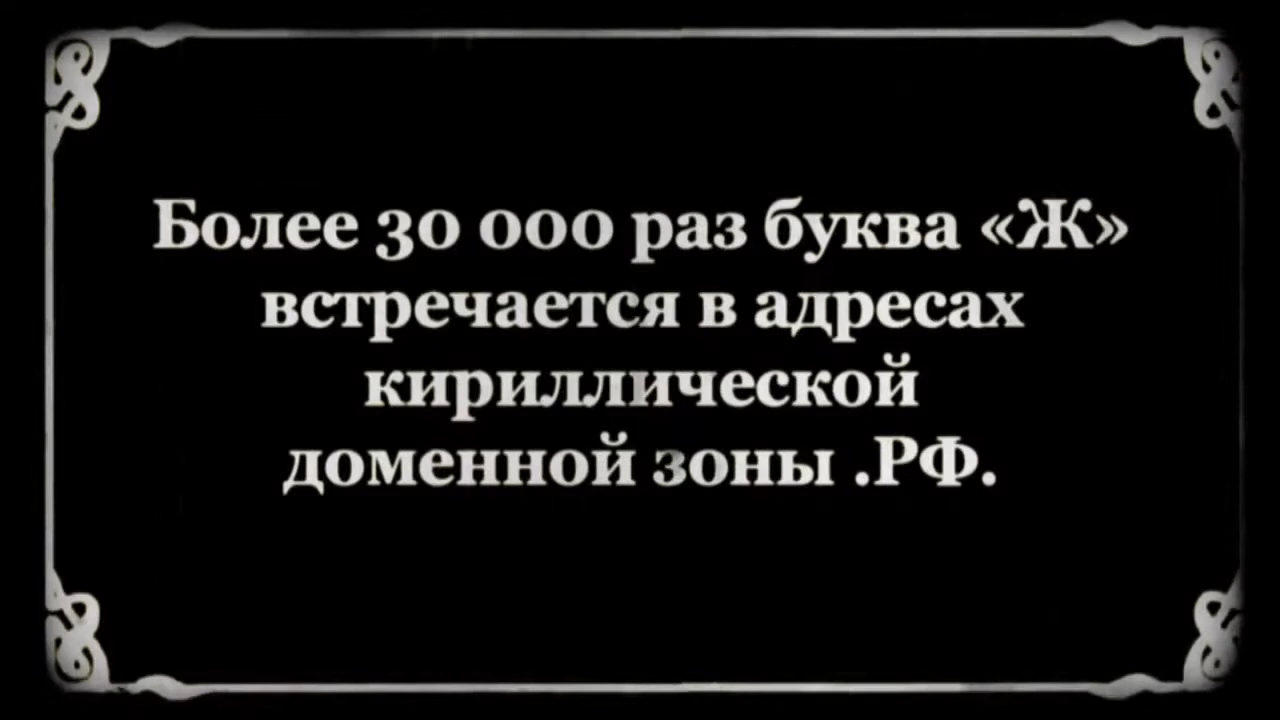 Более 30 000 раз буква «Ж»
встречается в адресах
кириллической
доменной зоны .РФ.